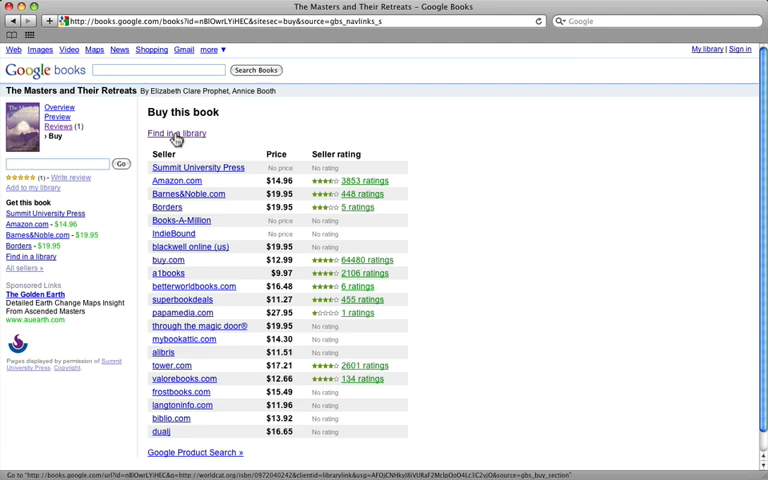 The Masters and Their Retreats - Google Books
http://books.google.com/books?id=nBlOwrLYiHEC&sitesec=buy&source=gbs_navlinks_s
Google
Web Images Video Maps News Shopping Gmail more ▼
My library | Sign in
Google books
Search Books
The Masters and Their Retreats By Elizabeth Clare Prophet, Annice Booth
Overview
Preview
Reviews (1)
› Buy
Go
(1) - Write review
Add to my library
Get this book
Summit University Press
Amazon.com - $14.96
Barnes&Noble.com - $19.95
Borders - $19.95
Find in a library
All sellers »
Sponsored Links
The Golden Earth
Detailed Earth Change Maps Insight
From Ascended Masters
www.auearth.com
Pages displayed by permission of Summit
University Press. Copyright.
Buy this book
Find in a library
Seller Price Seller rating
Summit University Press No price No rating
Amazon.com $14.96 3853 ratings
Barnes&Noble.com $19.95 448 ratings
Borders $19.95 5 ratings
Books-A-Million No price No rating
IndieBound No price No rating
blackwell online (us) $19.95 No rating
buy.com $12.99 64480 ratings
a1books $9.97 2106 ratings
betterworldbooks.com $16.48 6 ratings
superbookdeals $11.27 455 ratings
papamedia.com $27.95 1 ratings
through the magic door® $19.95 No rating
mybookattic.com $14.30 No rating
alibris $11.51 No rating
tower.com $17.21 2601 ratings
valorebooks.com $12.66 134 ratings
frostbooks.com $15.49 No rating
langtoninfo.com $11.96 No rating
biblio.com $13.92 No rating
dualj $16.65 No rating
Google Product Search »